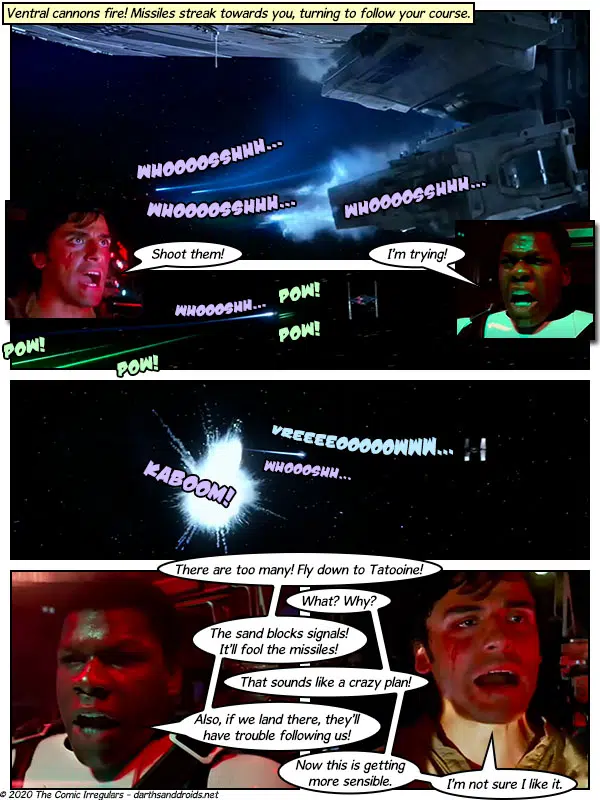 Ventral cannons fire! Missiles streak towards you, turning to follow your course.
WHOOOOSSHHH...
WHOOOOSSHHH...
WHOOOOSSHHH...
Shoot them!
I'm trying!
WHOOOSHH...
POW!
POW!
POW!
POW!
VREEEEOOOOOWWW...
WHOOOSHH...
KABOOM!
There are too many! Fly down to Tatooine!
What? Why?
The sand blocks signals!
It'll fool the missiles!
That sounds like a crazy plan!
Also, if we land there, they'll
have trouble following us!
Now this is getting
more sensible.
I'm not sure I like it.
© 2020 The Comic Irregulars - darthsanddroids.net